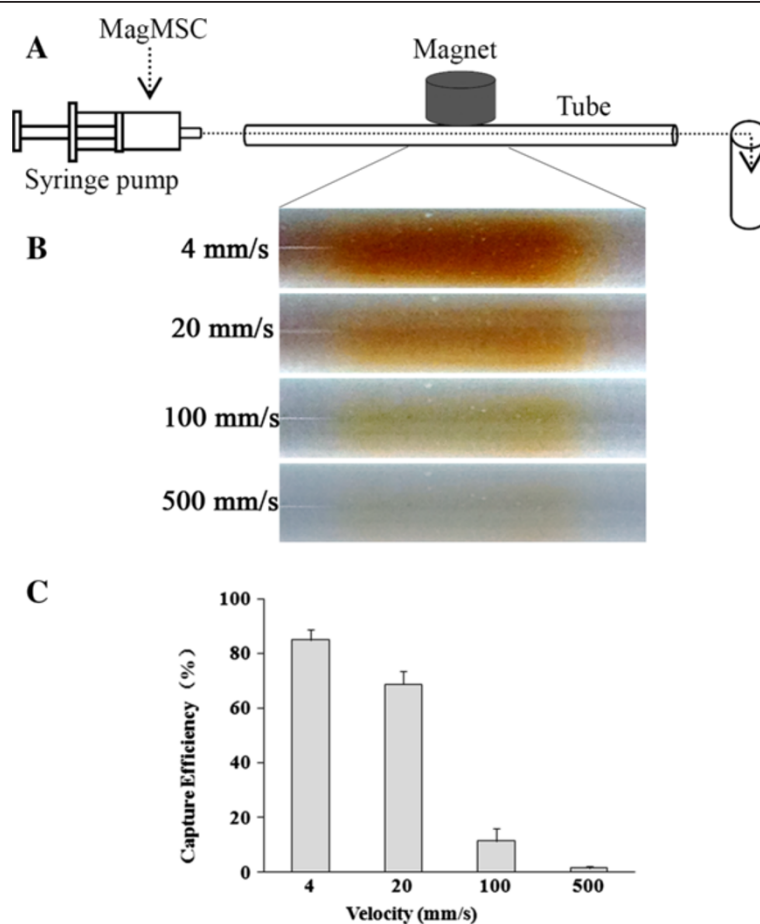 A
MagMSC
Magnet
Tube
Syringe pump
B
4 mm/s
20 mm/s
100 mm/s
500 mm/s
C
Capture Efficiency (%)
100
80
60
40
20
0
4 20 100 500
Velocity (mm/s)